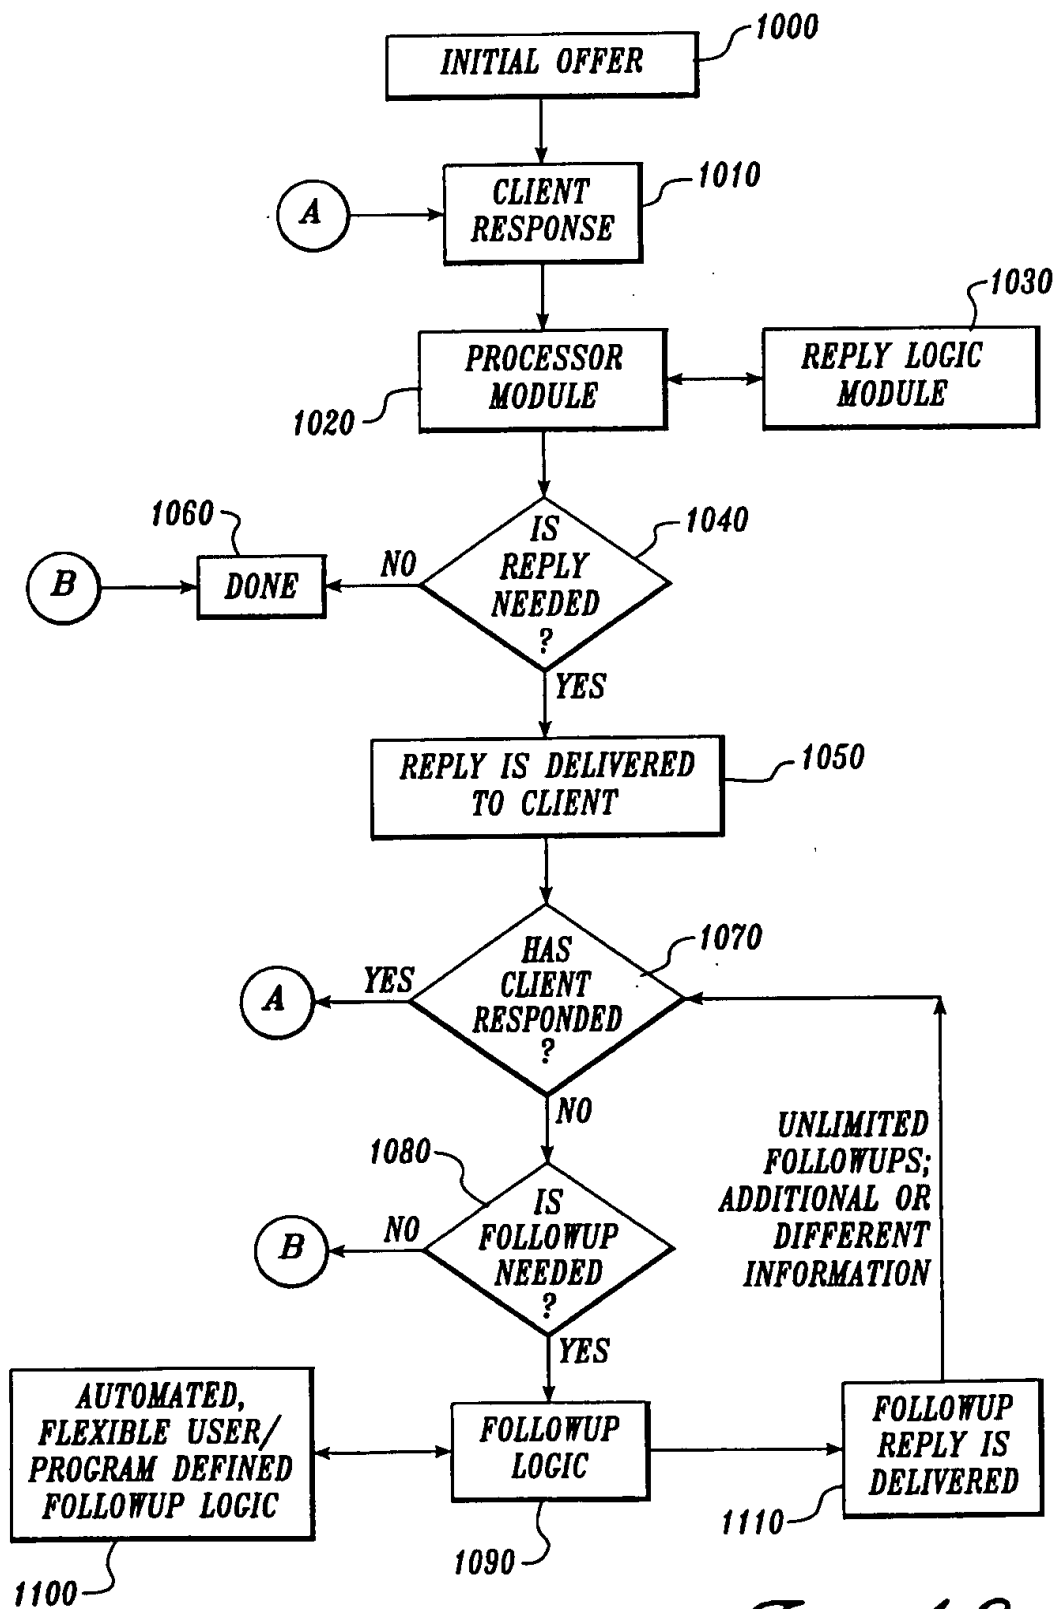 1000
INITIAL OFFER
1010
A
CLIENT
RESPONSE
1030
PROCESSOR
MODULE
REPLY LOGIC
MODULE
1020
1060
1040
IS
REPLY
NEEDED
?
NO
B
DONE
YES
1050
REPLY IS DELIVERED
TO CLIENT
1070
HAS
CLIENT
RESPONDED
?
YES
A
NO
UNLIMITED
FOLLOWUPS;
ADDITIONAL OR
DIFFERENT
INFORMATION
1080
IS
FOLLOWUP
NEEDED
?
NO
B
YES
AUTOMATED,
FLEXIBLE USER/
PROGRAM DEFINED
FOLLOWUP LOGIC
FOLLOWUP
LOGIC
FOLLOWUP
REPLY IS
DELIVERED
1110
1090
1100